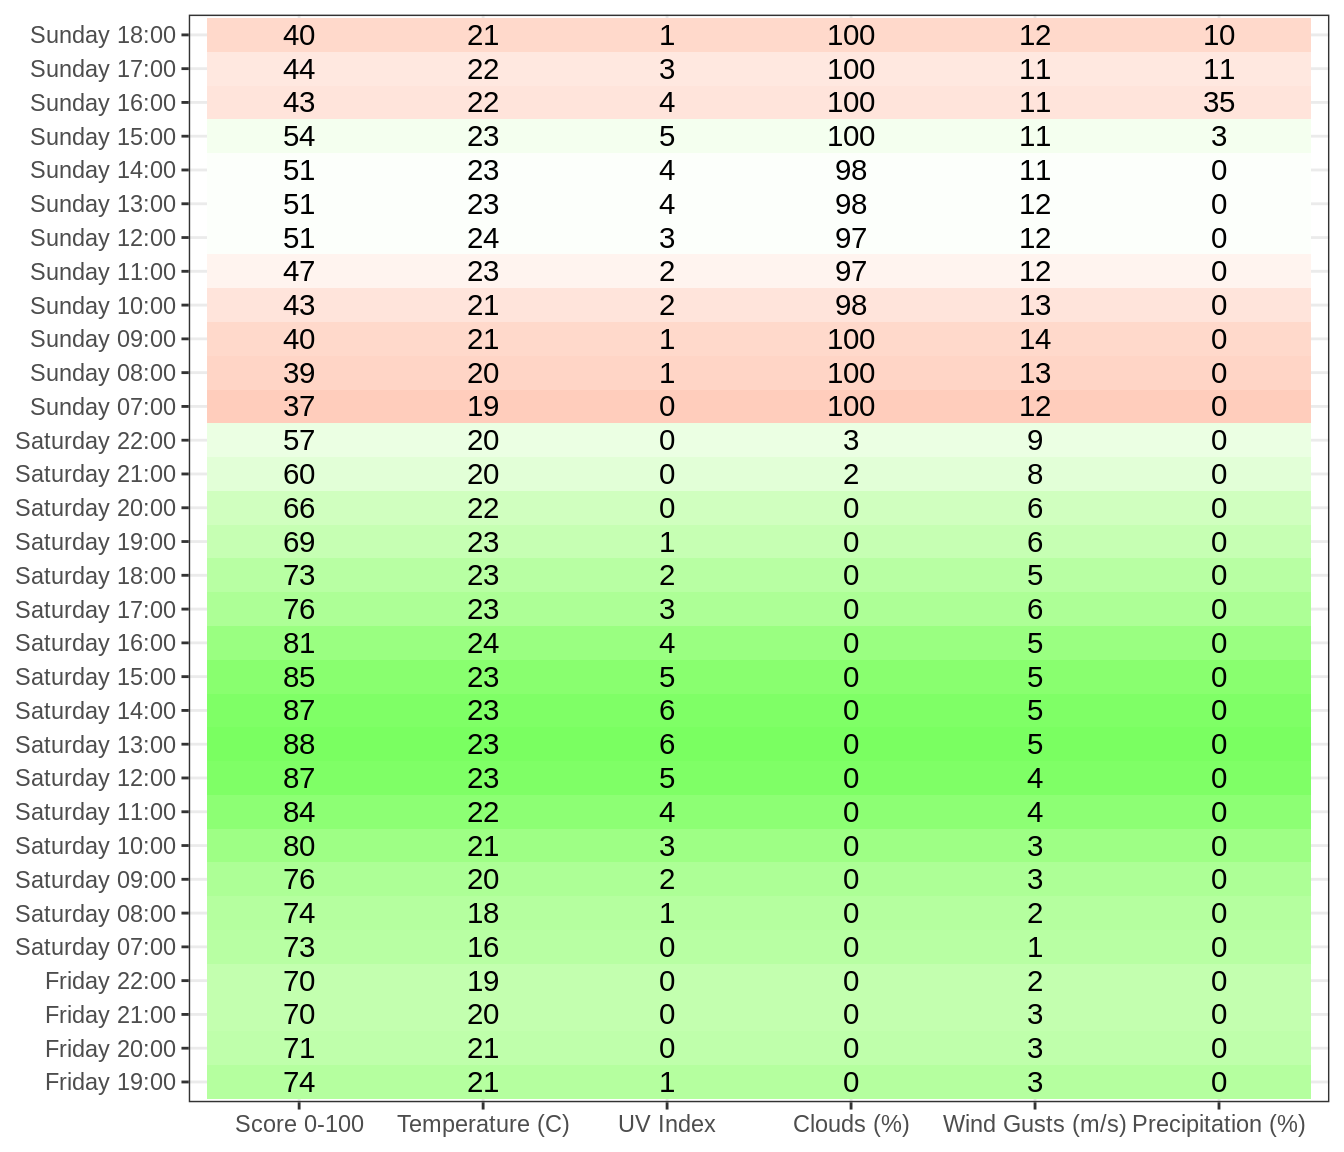 Sunday 18:00 40 21 1 100 12 10
Sunday 17:00 44 22 3 100 11 11
Sunday 16:00 43 22 4 100 11 35
Sunday 15:00 54 23 5 100 11 3
Sunday 14:00 51 23 4 98 11 0
Sunday 13:00 51 23 4 98 12 0
Sunday 12:00 51 24 3 97 12 0
Sunday 11:00 47 23 2 97 12 0
Sunday 10:00 43 21 2 98 13 0
Sunday 09:00 40 21 1 100 14 0
Sunday 08:00 39 20 1 100 13 0
Sunday 07:00 37 19 0 100 12 0
Saturday 22:00 57 20 0 3 9 0
Saturday 21:00 60 20 0 2 8 0
Saturday 20:00 66 22 0 0 6 0
Saturday 19:00 69 23 1 0 6 0
Saturday 18:00 73 23 2 0 5 0
Saturday 17:00 76 23 3 0 6 0
Saturday 16:00 81 24 4 0 5 0
Saturday 15:00 85 23 5 0 5 0
Saturday 14:00 87 23 6 0 5 0
Saturday 13:00 88 23 6 0 5 0
Saturday 12:00 87 23 5 0 4 0
Saturday 11:00 84 22 4 0 4 0
Saturday 10:00 80 21 3 0 3 0
Saturday 09:00 76 20 2 0 3 0
Saturday 08:00 74 18 1 0 2 0
Saturday 07:00 73 16 0 0 1 0
Friday 22:00 70 19 0 0 2 0
Friday 21:00 70 20 0 0 3 0
Friday 20:00 71 21 0 0 3 0
Friday 19:00 74 21 1 0 3 0
Score 0-100 Temperature (C) UV Index Clouds (%) Wind Gusts (m/s) Precipitation (%)